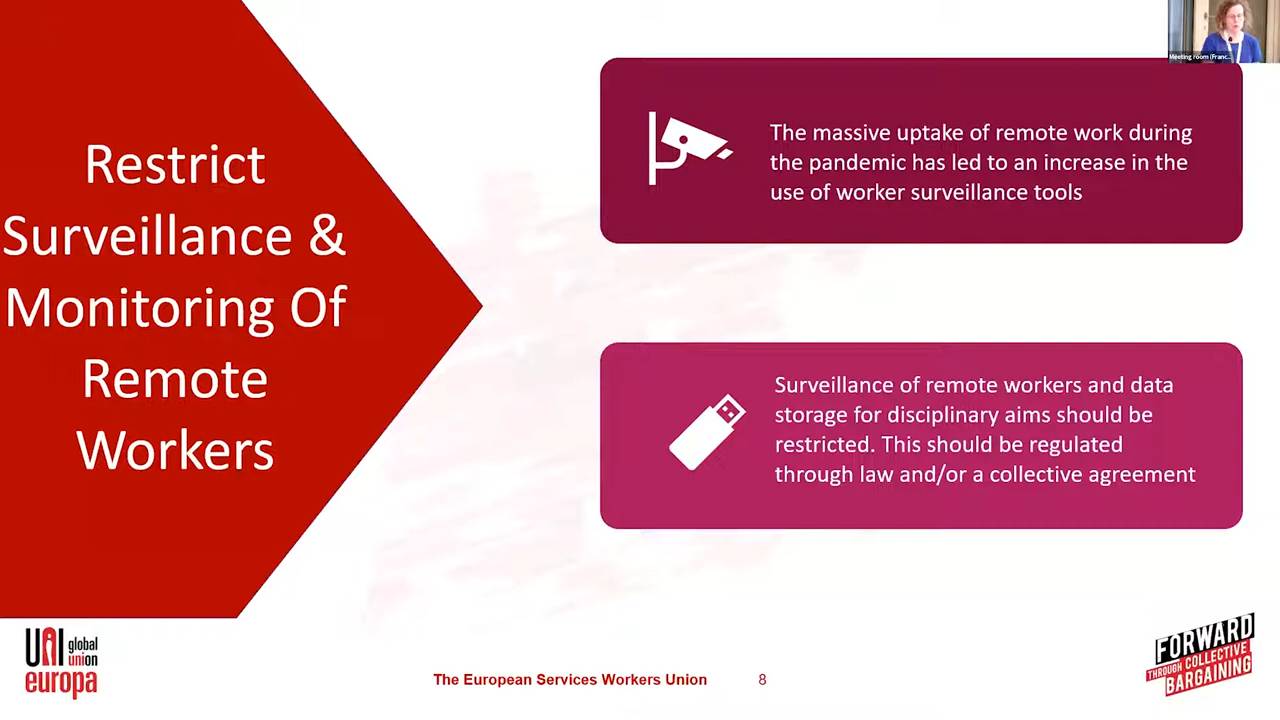 Restrict
Surveillance &
Monitoring Of
Remote
Workers
The massive uptake of remote work during
the pandemic has led to an increase in the
use of worker surveillance tools
Surveillance of remote workers and data
storage for disciplinary aims should be
restricted. This should be regulated
through law and/or a collective agreement
Meeting room (Franc...
UNI global
union
europa
The European Services Workers Union 8
FORWARD
THROUGH COLLECTIVE
BARGAINING